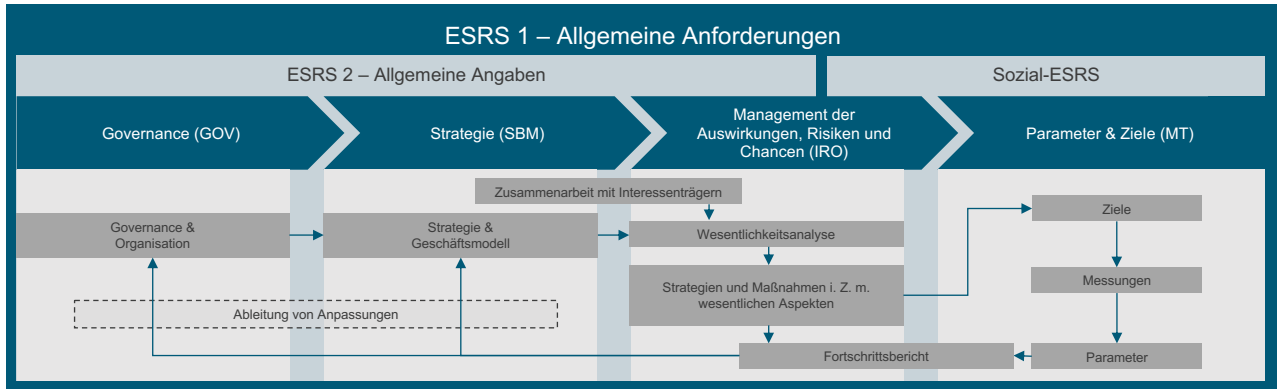 ESRS 1 – Allgemeine Anforderungen
ESRS 2 – Allgemeine Angaben
Sozial-ESRS
Governance (GOV)
Strategie (SBM)
Management der
Auswirkungen, Risiken und
Chancen (IRO)
Parameter & Ziele (MT)
Zusammenarbeit mit Interessenträgern
Governance &
Organisation
Strategie &
Geschäftsmodell
Wesentlichkeitsanalyse
Ziele
Strategien und Maßnahmen i. Z. m.
wesentlichen Aspekten
Messungen
Ableitung von Anpassungen
Fortschrittsbericht
Parameter